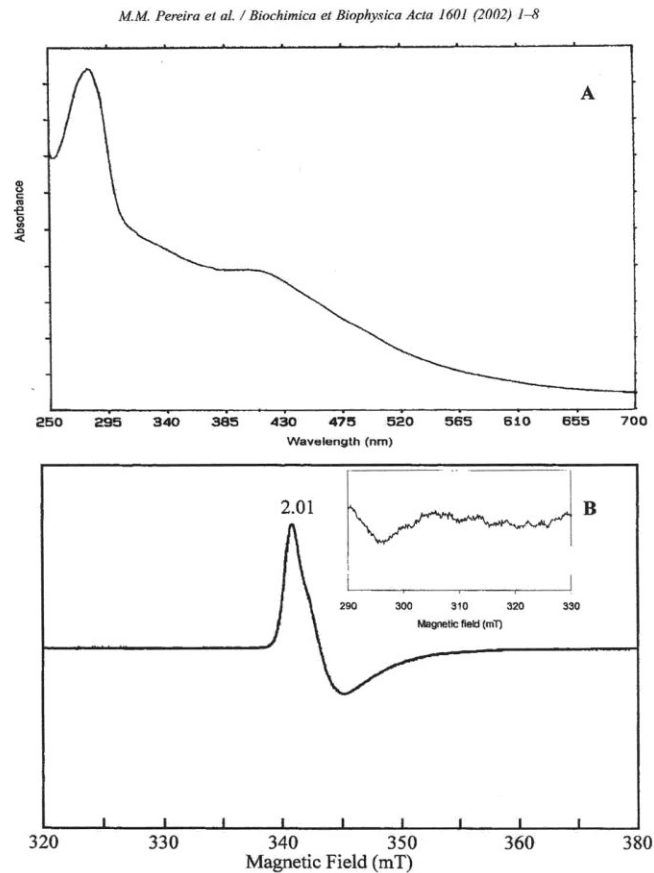 M.M. Pereira et al. / Biochimica et Biophysica Acta 1601 (2002) 1–8
A
Absorbance
250 295 340 385 430 475 520 565 610 655 700
Wavelength (nm)
2.01
B
290 300 310 320 330
Magnetic field (mT)
320 330 340 350 360 380
Magnetic Field (mT)